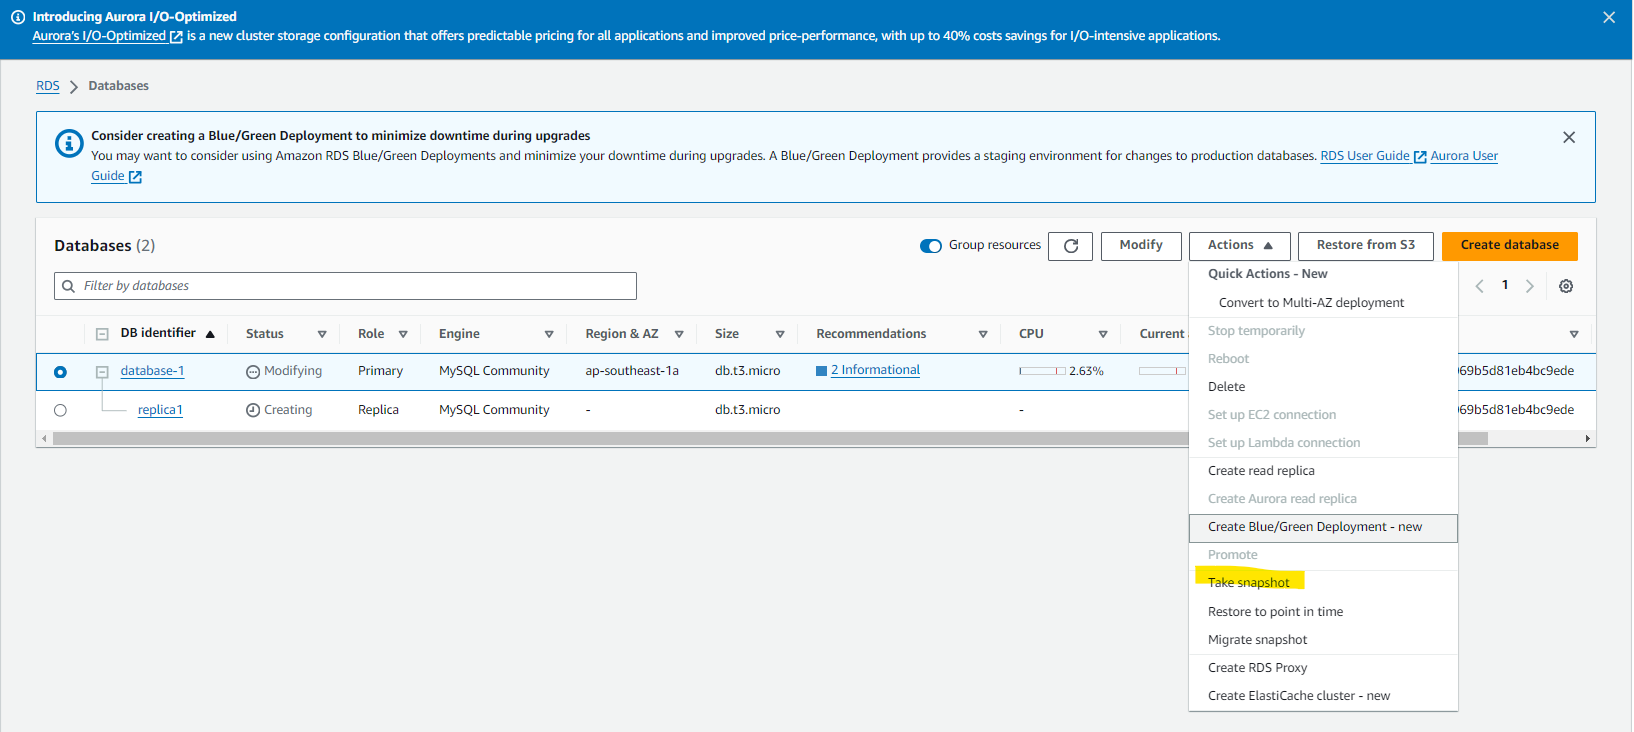 Introducing Aurora I/O-Optimized
Aurora's I/O-Optimized is a new cluster storage configuration that offers predictable pricing for all applications and improved price-performance, with up to 40% costs savings for I/O-intensive applications.
RDS > Databases
Consider creating a Blue/Green Deployment to minimize downtime during upgrades
You may want to consider using Amazon RDS Blue/Green Deployments and minimize your downtime during upgrades. A Blue/Green Deployment provides a staging environment for changes to production databases. RDS User Guide Aurora User
Guide
Databases (2)
Group resources
Modify
Actions
Restore from S3
Create database
Filter by databases
1
DB identifier Status Role Engine Region & AZ Size Recommendations CPU Current
database-1 Modifying Primary MySQL Community ap-southeast-1a db.t3.micro 2 Informational 2.63% 69b5d81eb4bc9ede
replica1 Creating Replica MySQL Community - db.t3.micro - 69b5d81eb4bc9ede
Quick Actions - New
Convert to Multi-AZ deployment
Stop temporarily
Reboot
Delete
Set up EC2 connection
Set up Lambda connection
Create read replica
Create Aurora read replica
Create Blue/Green Deployment - new
Promote
Take snapshot
Restore to point in time
Migrate snapshot
Create RDS Proxy
Create ElastiCache cluster - new